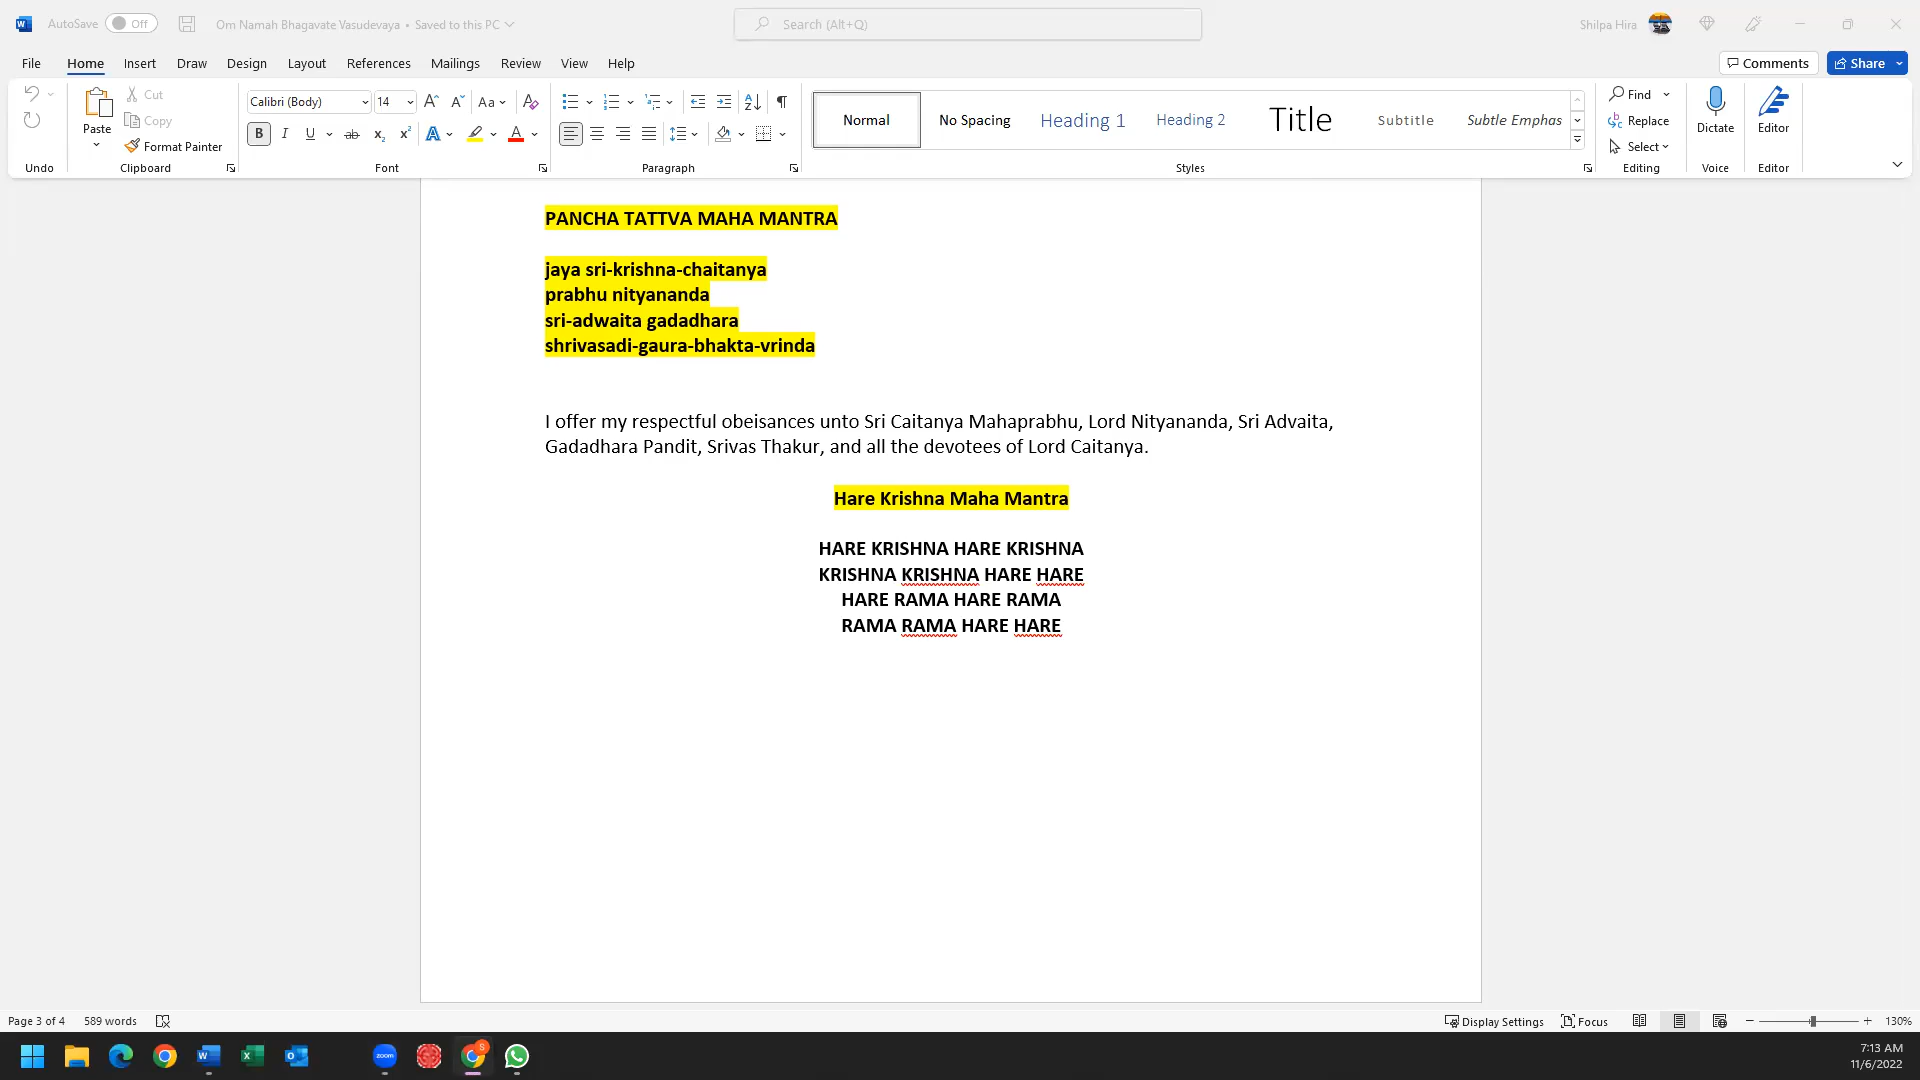 AutoSave Off Om Namah Bhagavate Vasudevaya • Saved to this PC Search (Alt+Q) Shilpa Hira
File Home Insert Draw Design Layout References Mailings Review View Help Comments Share
Paste Cut Copy Format Painter
Calibri (Body) 14 Aa
B I U ab x₂ x² A A
Normal No Spacing Heading 1 Heading 2 Title Subtitle Subtle Emphas
Find Replace Select Dictate Editor
Undo Clipboard Font Paragraph Styles Editing Voice Editor
PANCHA TATTVA MAHA MANTRA
jaya sri-krishna-chaitanya
prabhu nityananda
sri-adwaita gadadhara
shrivasadi-gaura-bhakta-vrinda
I offer my respectful obeisances unto Sri Caitanya Mahaprabhu, Lord Nityananda, Sri Advaita,
Gadadhara Pandit, Srivas Thakur, and all the devotees of Lord Caitanya.
Hare Krishna Maha Mantra
HARE KRISHNA HARE KRISHNA
KRISHNA KRISHNA HARE HARE
HARE RAMA HARE RAMA
RAMA RAMA HARE HARE
Page 3 of 4 589 words Display Settings Focus 130%
zoom S
7:13 AM
11/6/2022